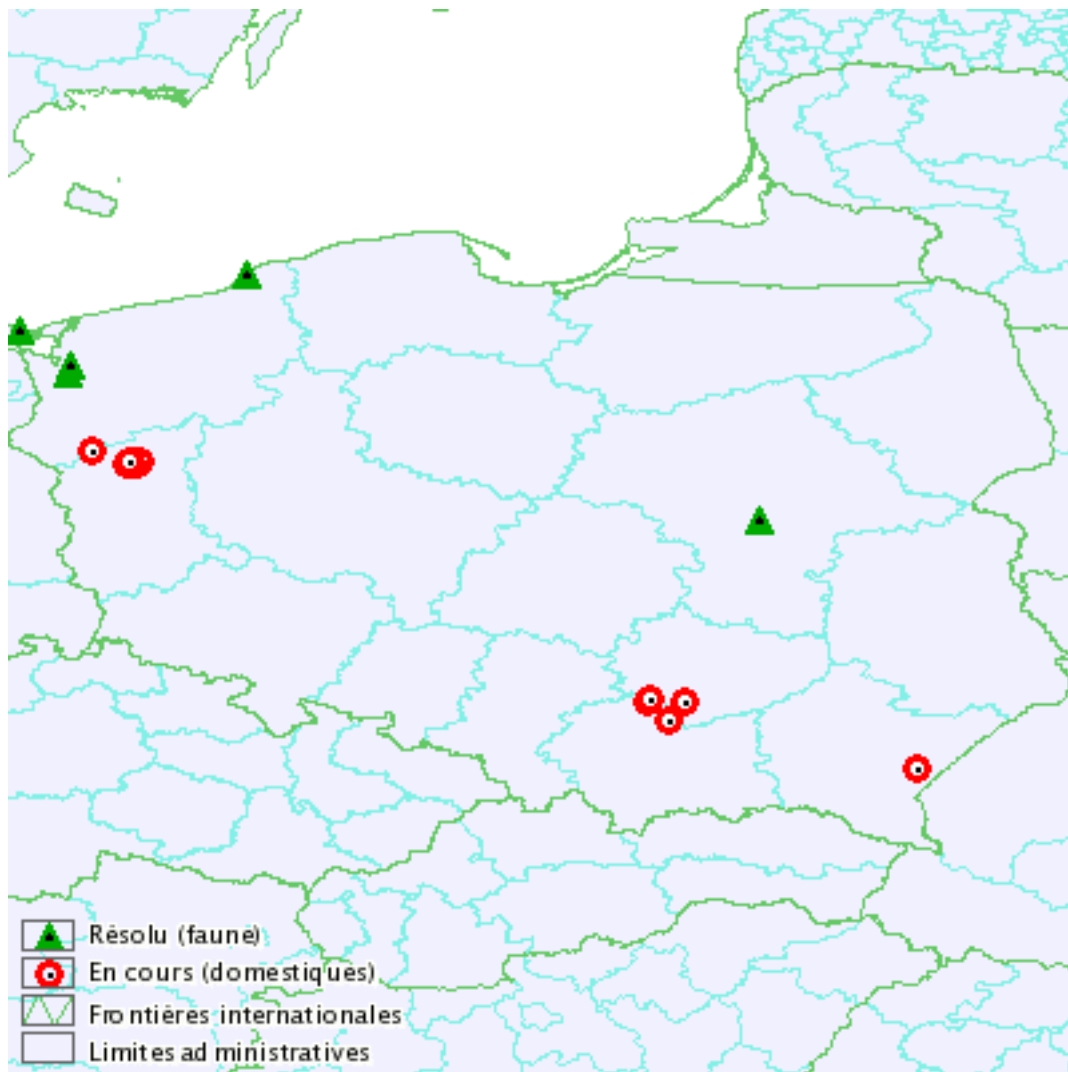 Résolu (faune)
En cours (domestiques)
Frontières internationales
Limites administratives